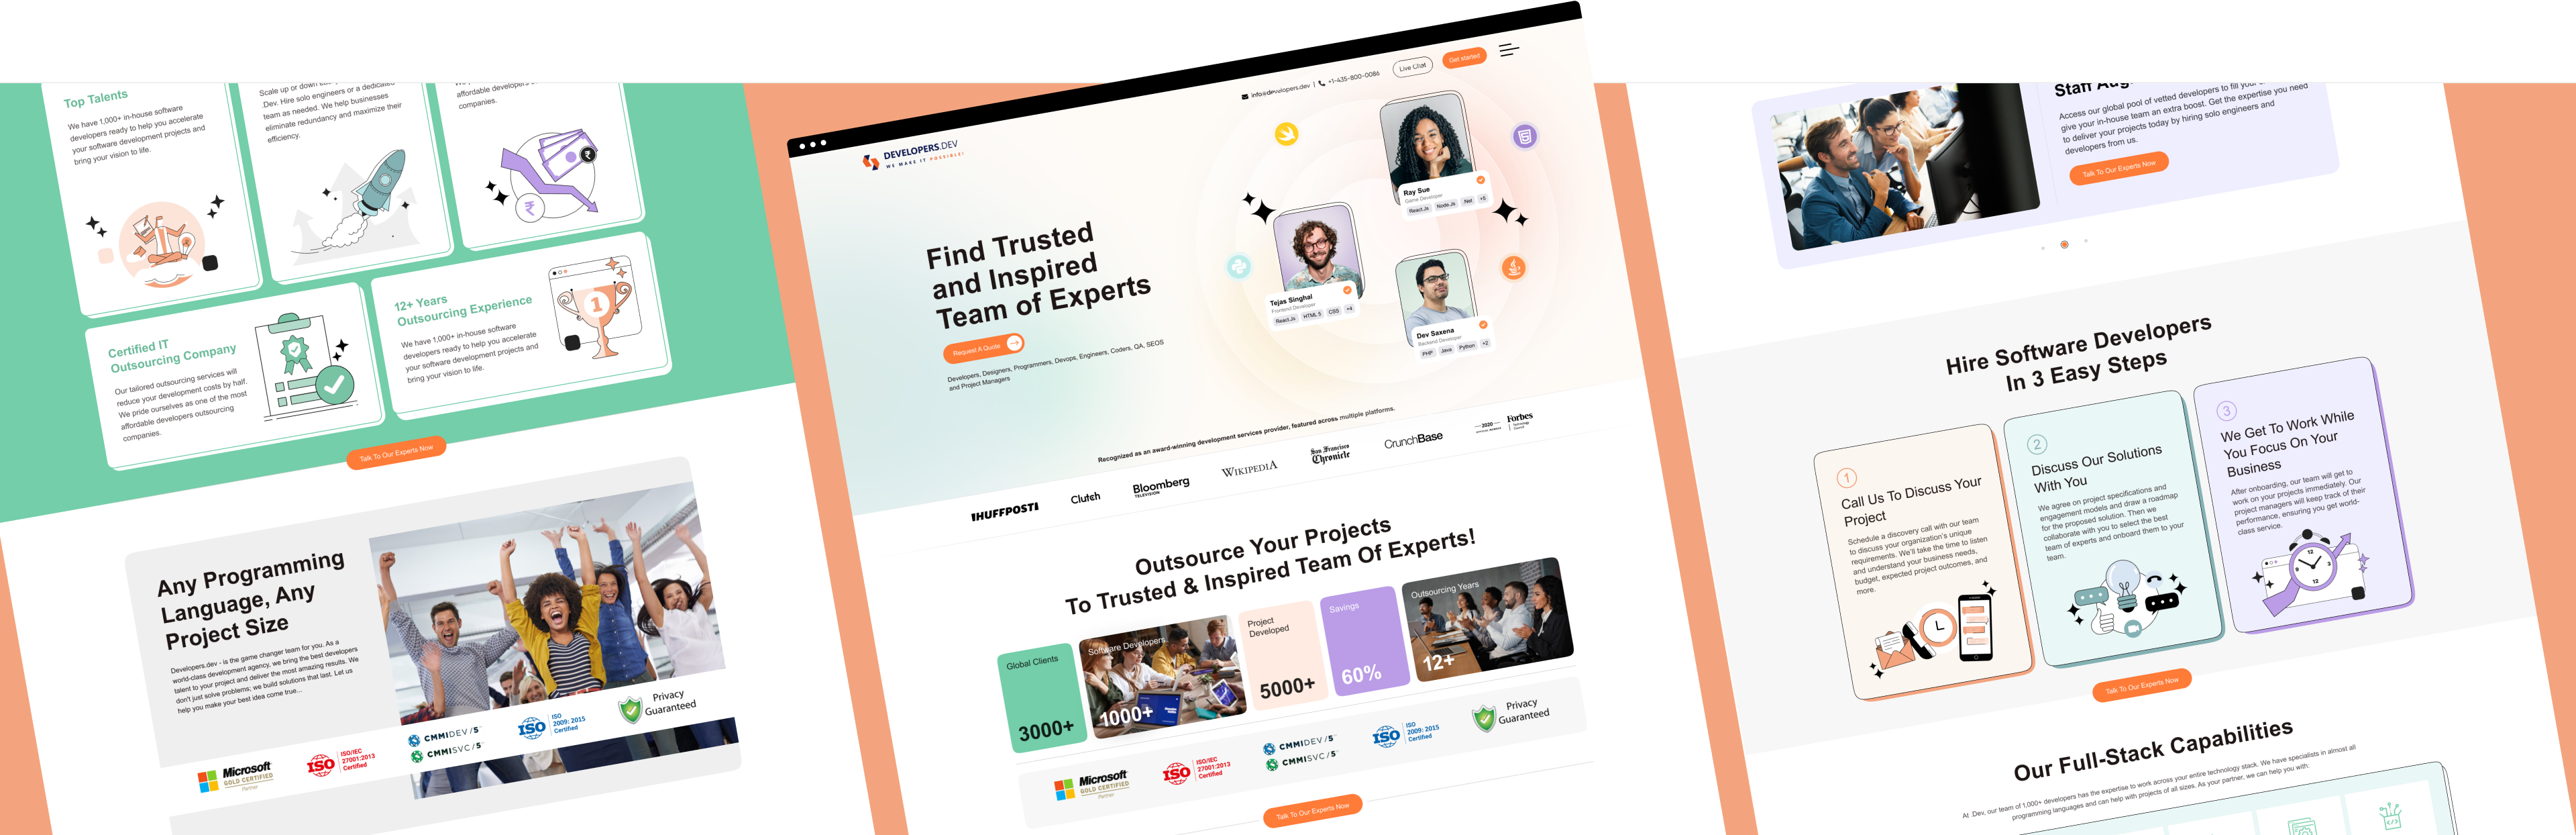 Top Talents
We have 1,000+ in-house software
developers ready to help you accelerate
your software development projects and
bring your vision to life.
Scale up or down
.Dev. Hire solo engineers or a dedicated
team as needed. We help businesses
eliminate redundancy and maximize their
efficiency.
affordable developers
companies.
Certified IT
Outsourcing Company
Our tailored outsourcing services will
reduce your development costs by half.
We pride ourselves as one of the most
affordable developers outsourcing
companies.
12+ Years
Outsourcing Experience
We have 1,000+ in-house software
developers ready to help you accelerate
your software development projects and
bring your vision to life.
1
Talk To Our Experts Now
Any Programming
Language, Any
Project Size
Developers.dev - is the game changer team for you. As a
world-class development agency, we bring the best developers
talent to your project and deliver the most amazing results. We
don't just solve problems; we build solutions that last. Let us
help you make your best idea come true...
Microsoft
GOLD CERTIFIED
Partner
ISO
ISO/IEC
27001:2013
Certified
CMMIDEV/5
CMMISVC/5
ISO
ISO
2009: 2015
Certified
Privacy
Guaranteed
DEVELOPERS.DEV
WE MAKE IT POSSIBLE!
info@developers.dev | +1-435-800-0086
Live Chat
Get started
Find Trusted
and Inspired
Team of Experts
Request A Quote
Developers, Designers, Programmers, Devops, Engineers, Coders, QA, SEOS
and Project Managers
Ray Sue
Game Developer
React.Js Node.Js Net +5
Tejas Singhal
Frontend Developer
React.Js HTML 5 CSS +4
Dev Saxena
Backend Developer
PHP Java Python +2
Recognized as an award-winning development services provider, featured across multiple platforms.
HUFFPOST
Clutch
Bloomberg
TELEVISION
WIKIPEDIA
San Francisco
Chronicle
CrunchBase
2020
Forbes
Technology
Council
Outsource Your Projects
To Trusted & Inspired Team Of Experts!
Global Clients
3000+
Software Developers
1000+
Project
Developed
5000+
Savings
60%
Outsourcing Years
12+
Microsoft
GOLD CERTIFIED
Partner
ISO
ISO/IEC
27001:2013
Certified
CMMIDEV/5
CMMISVC/5
ISO
ISO
2009: 2015
Certified
Privacy
Guaranteed
Talk To Our Experts Now
Staff Aug
Access our global pool of vetted developers to fill your
give your in-house team an extra boost. Get the expertise you need
to deliver your projects today by hiring solo engineers and
developers from us.
Talk To Our Experts Now
Hire Software Developers
In 3 Easy Steps
1
Call Us To Discuss Your
Project
Schedule a discovery call with our team
to discuss your organization's unique
requirements. We'll take the time to listen
and understand your business needs,
budget, expected project outcomes, and
more.
2
Discuss Our Solutions
With You
We agree on project specifications and
engagement models and draw a roadmap
for the proposed solution. Then we
collaborate with you to select the best
team of experts and onboard them to your
team.
3
We Get To Work While
You Focus On Your
Business
After onboarding, our team will get to
work on your projects immediately. Our
project managers will keep track of their
performance, ensuring you get world-
class service.
Talk To Our Experts Now
Our Full-Stack Capabilities
At .Dev, our team of 1,000+ developers has the expertise to work across your entire technology stack. We have specialists in almost all
programming languages and can help with projects of all sizes. As your partner, we can help you with: